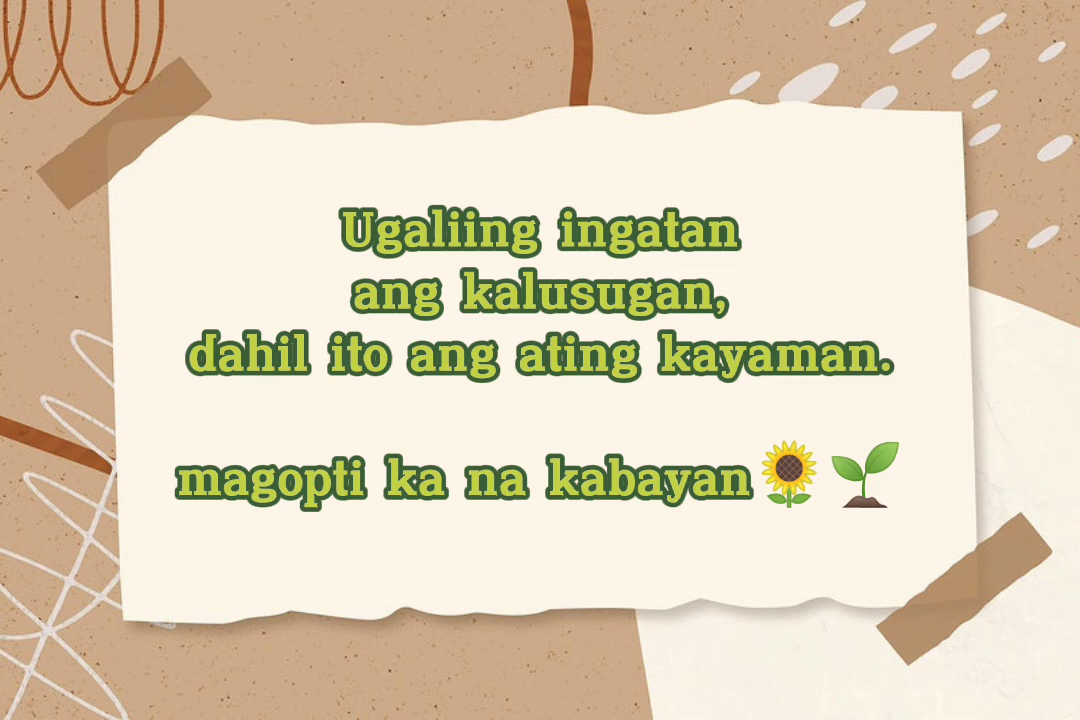 Ugaliing ingatan
ang kalusugan,
dahil ito ang ating kayaman.
magopti ka na kabayan🌻🌱